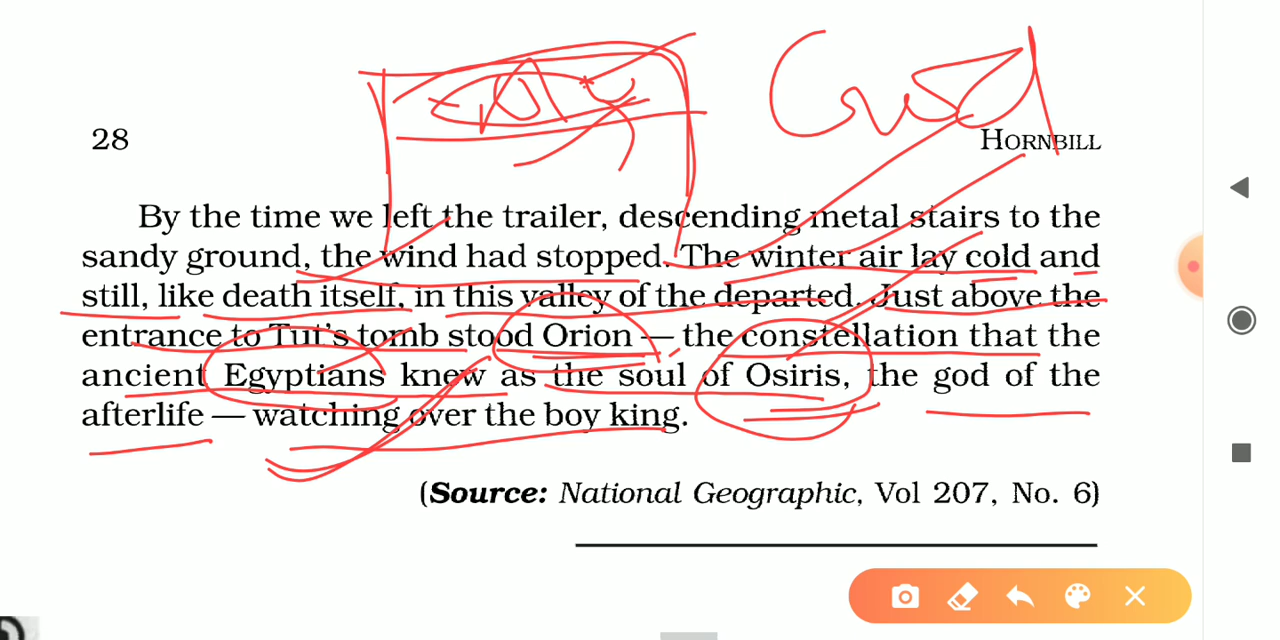 28
HORNBILL
By the time we left the trailer, descending metal stairs to the
sandy ground, the wind had stopped. The winter air lay cold and
still, like death itself, in this valley of the departed. Just above the
entrance to Tut's tomb stood Orion — the constellation that the
ancient Egyptians knew as the soul of Osiris, the god of the
afterlife — watching over the boy king.
(Source: National Geographic, Vol 207, No. 6)